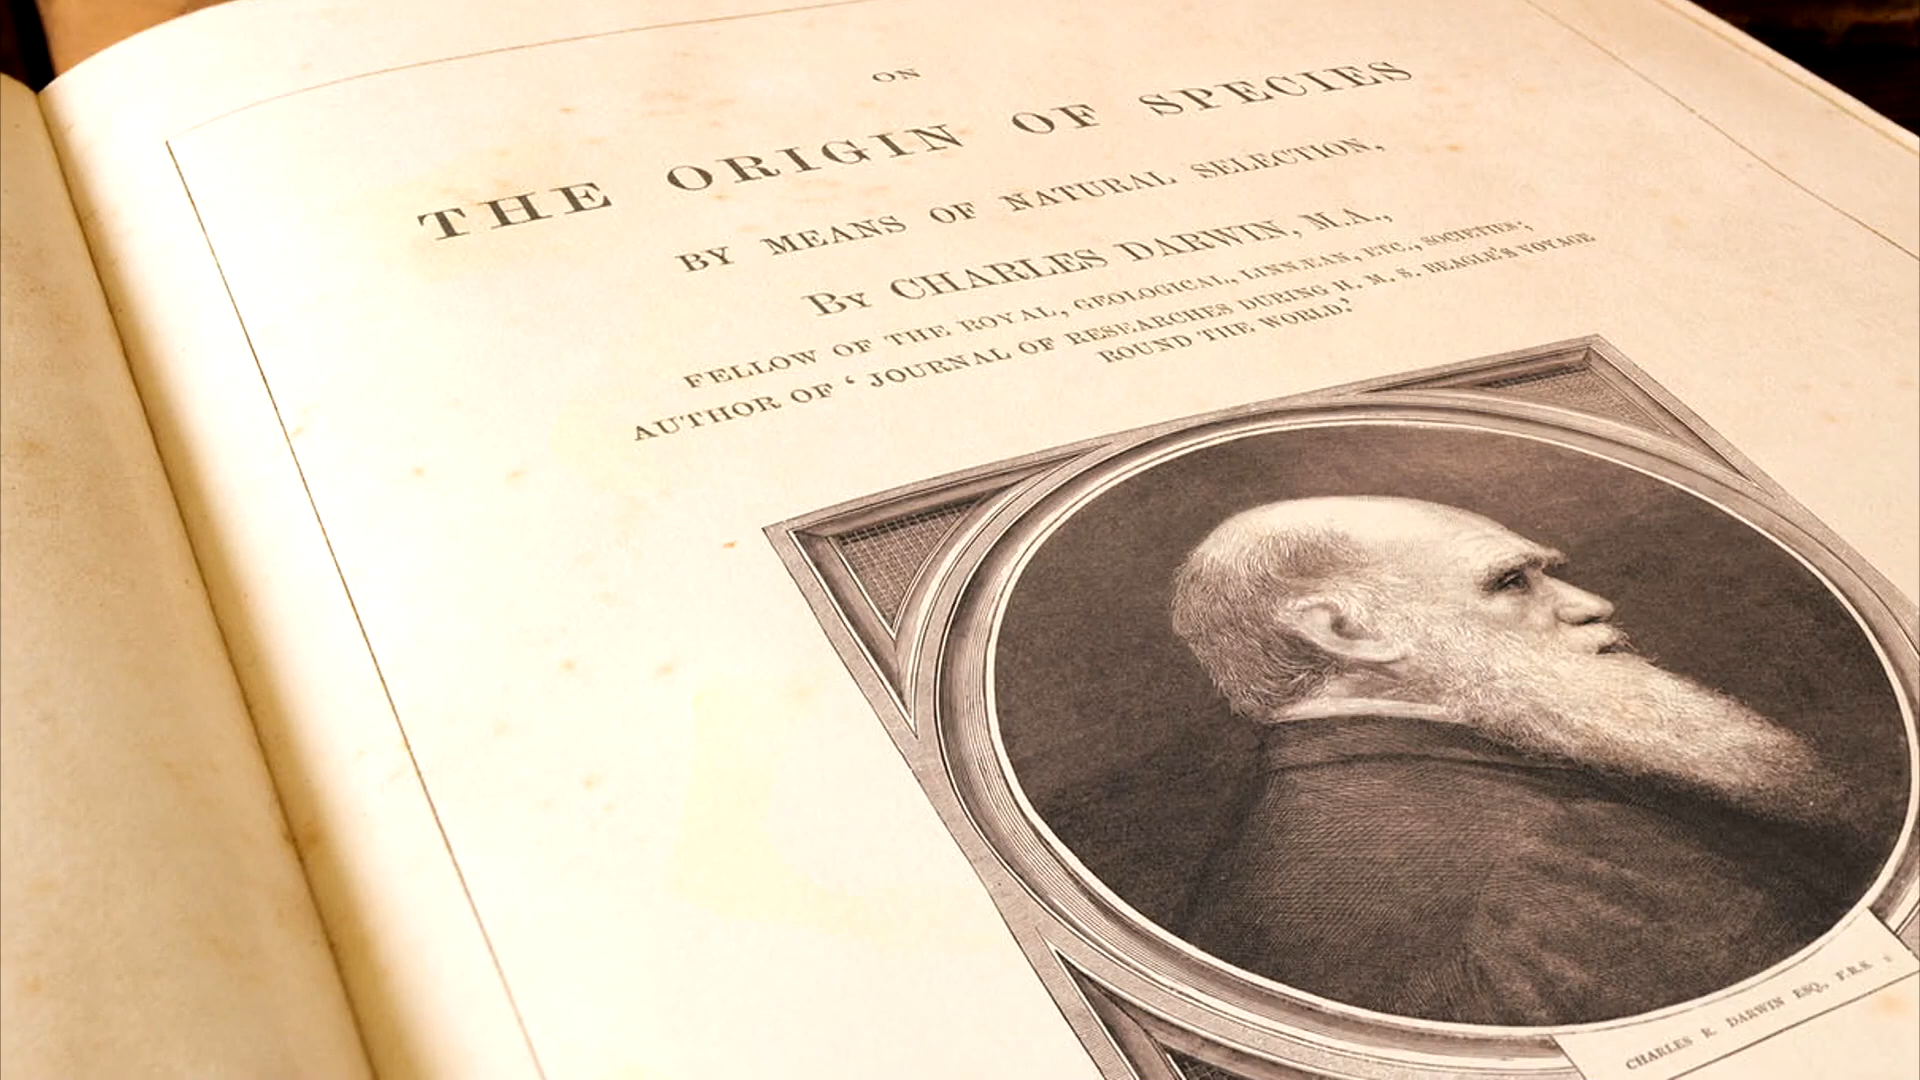 ON
THE ORIGIN OF SPECIES
BY MEANS OF NATURAL SELECTION,
By CHARLES DARWIN, M.A.,
FELLOW OF THE ROYAL, GEOLOGICAL, LINNÆAN, ETC., SOCIETIES;
AUTHOR OF ‘ JOURNAL OF RESEARCHES DURING H. M. S. BEAGLE'S VOYAGE
ROUND THE WORLD.’
CHARLES R. DARWIN ESQ., F.R.S.